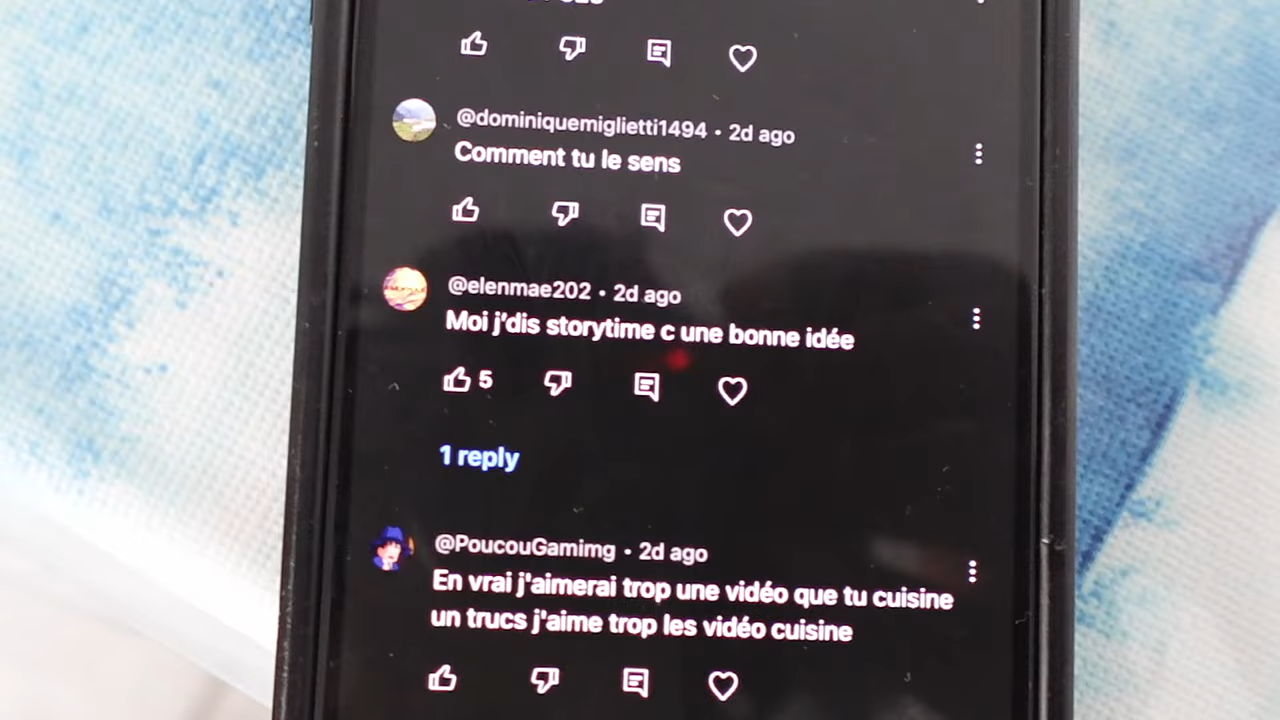 @dominiquemiglietti1494 • 2d ago
Comment tu le sens
@elenmae202 • 2d ago
Moi j'dis storytime c une bonne idée
5
1 reply
@PoucouGamimg • 2d ago
En vrai j'aimerai trop une vidéo que tu cuisine
un trucs j'aime trop les vidéo cuisine